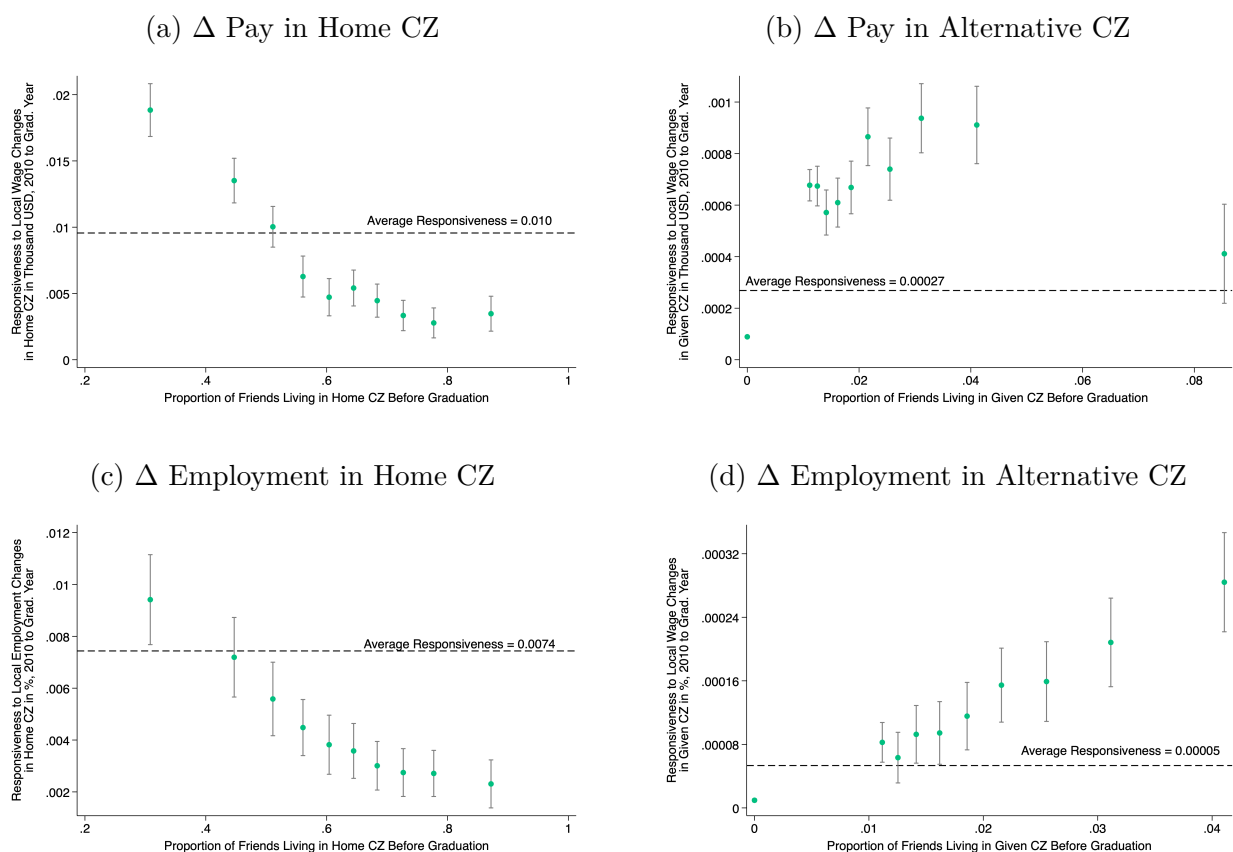 (a) Δ Pay in Home CZ
Responsiveness to Local Wage Changes
in Home CZ in Thousand USD, 2010 to Grad. Year
.02
.015
.01
.005
0
Average Responsiveness = 0.010
.2 .4 .6 .8 1
Proportion of Friends Living in Home CZ Before Graduation
(b) Δ Pay in Alternative CZ
Responsiveness to Local Wage Changes
in Given CZ in Thousand USD, 2010 to Grad. Year
.001
.0008
.0006
.0004
.0002
0
Average Responsiveness = 0.00027
0 .02 .04 .06 .08
Proportion of Friends Living in Given CZ Before Graduation
(c) Δ Employment in Home CZ
Responsiveness to Local Employment Changes
in Home CZ in %, 2010 to Grad. Year
.012
.01
.008
.006
.004
.002
Average Responsiveness = 0.0074
.2 .4 .6 .8 1
Proportion of Friends Living in Home CZ Before Graduation
(d) Δ Employment in Alternative CZ
Responsiveness to Local Wage Changes
in Given CZ in %, 2010 to Grad. Year
.00032
.00024
.00016
.00008
0
Average Responsiveness = 0.00005
0 .01 .02 .03 .04
Proportion of Friends Living in Given CZ Before Graduation